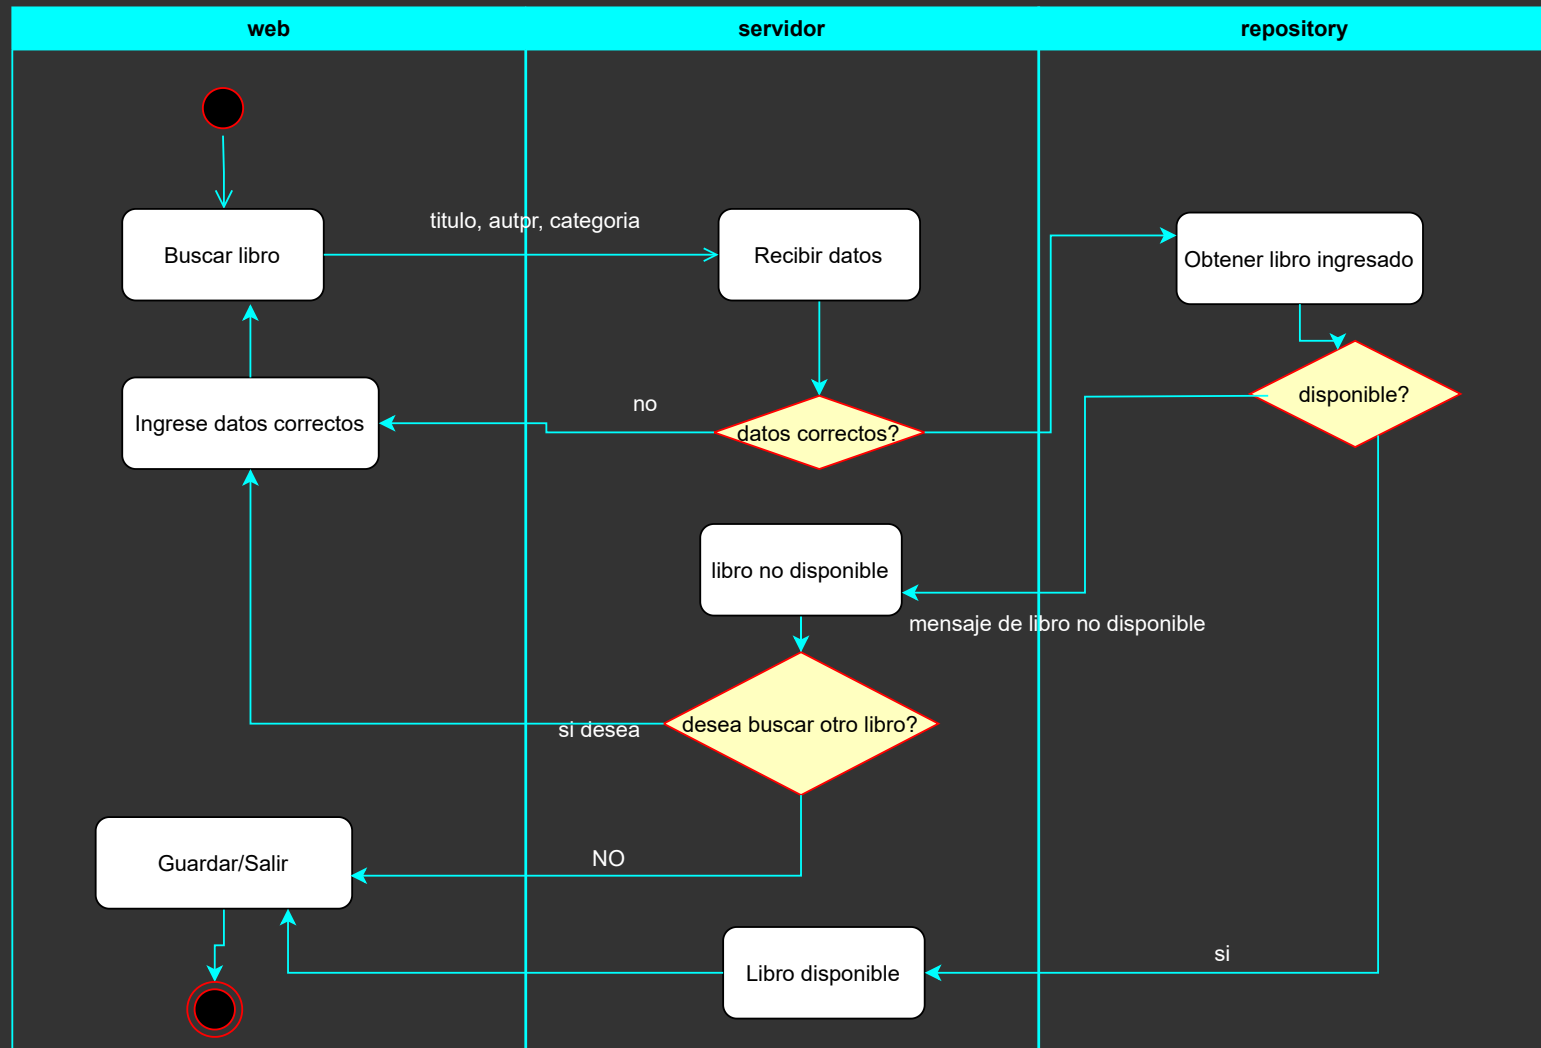 web
servidor
repository
titulo, autpr, categoria
Buscar libro
Recibir datos
Obtener libro ingresado
no
disponible?
Ingrese datos correctos
datos correctos?
libro no disponible
mensaje de libro no disponible
si desea
desea buscar otro libro?
NO
Guardar/Salir
si
Libro disponible